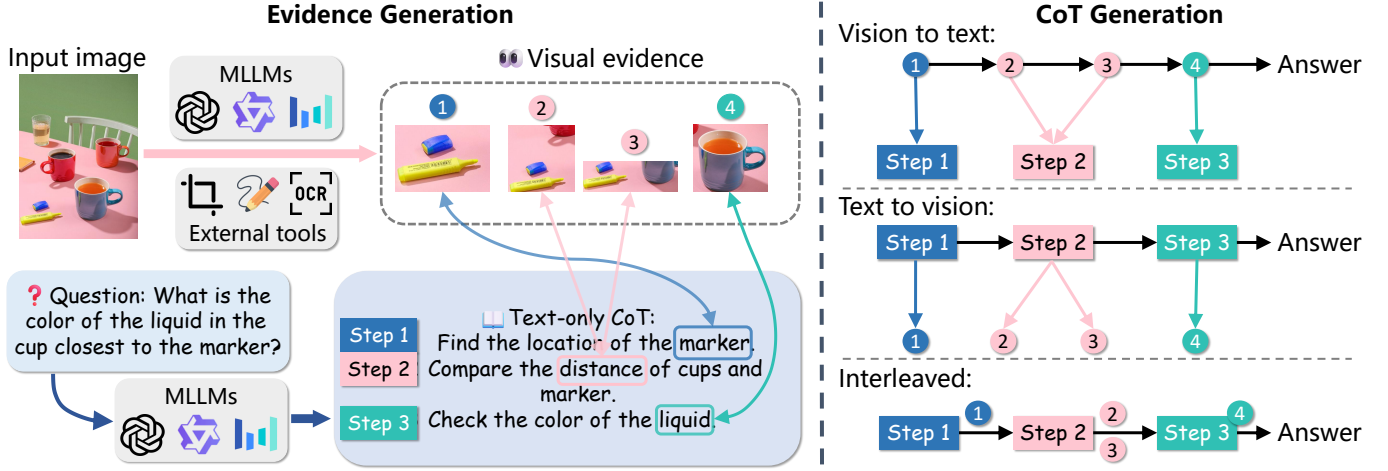 Evidence Generation
Input image
MLLMs
OCR
External tools
👀 Visual evidence
1
2
3
4
❓ Question: What is the
color of the liquid in the
cup closest to the marker?
MLLMs
📖 Text-only CoT:
Step 1 Find the location of the marker.
Step 2 Compare the distance of cups and
marker.
Step 3 Check the color of the liquid.
CoT Generation
Vision to text:
1 2 3 4 Answer
Step 1 Step 2 Step 3
Text to vision:
Step 1 Step 2 Step 3 Answer
1 2 3 4
Interleaved:
Step 1 1 Step 2 2 3 Step 3 4 Answer